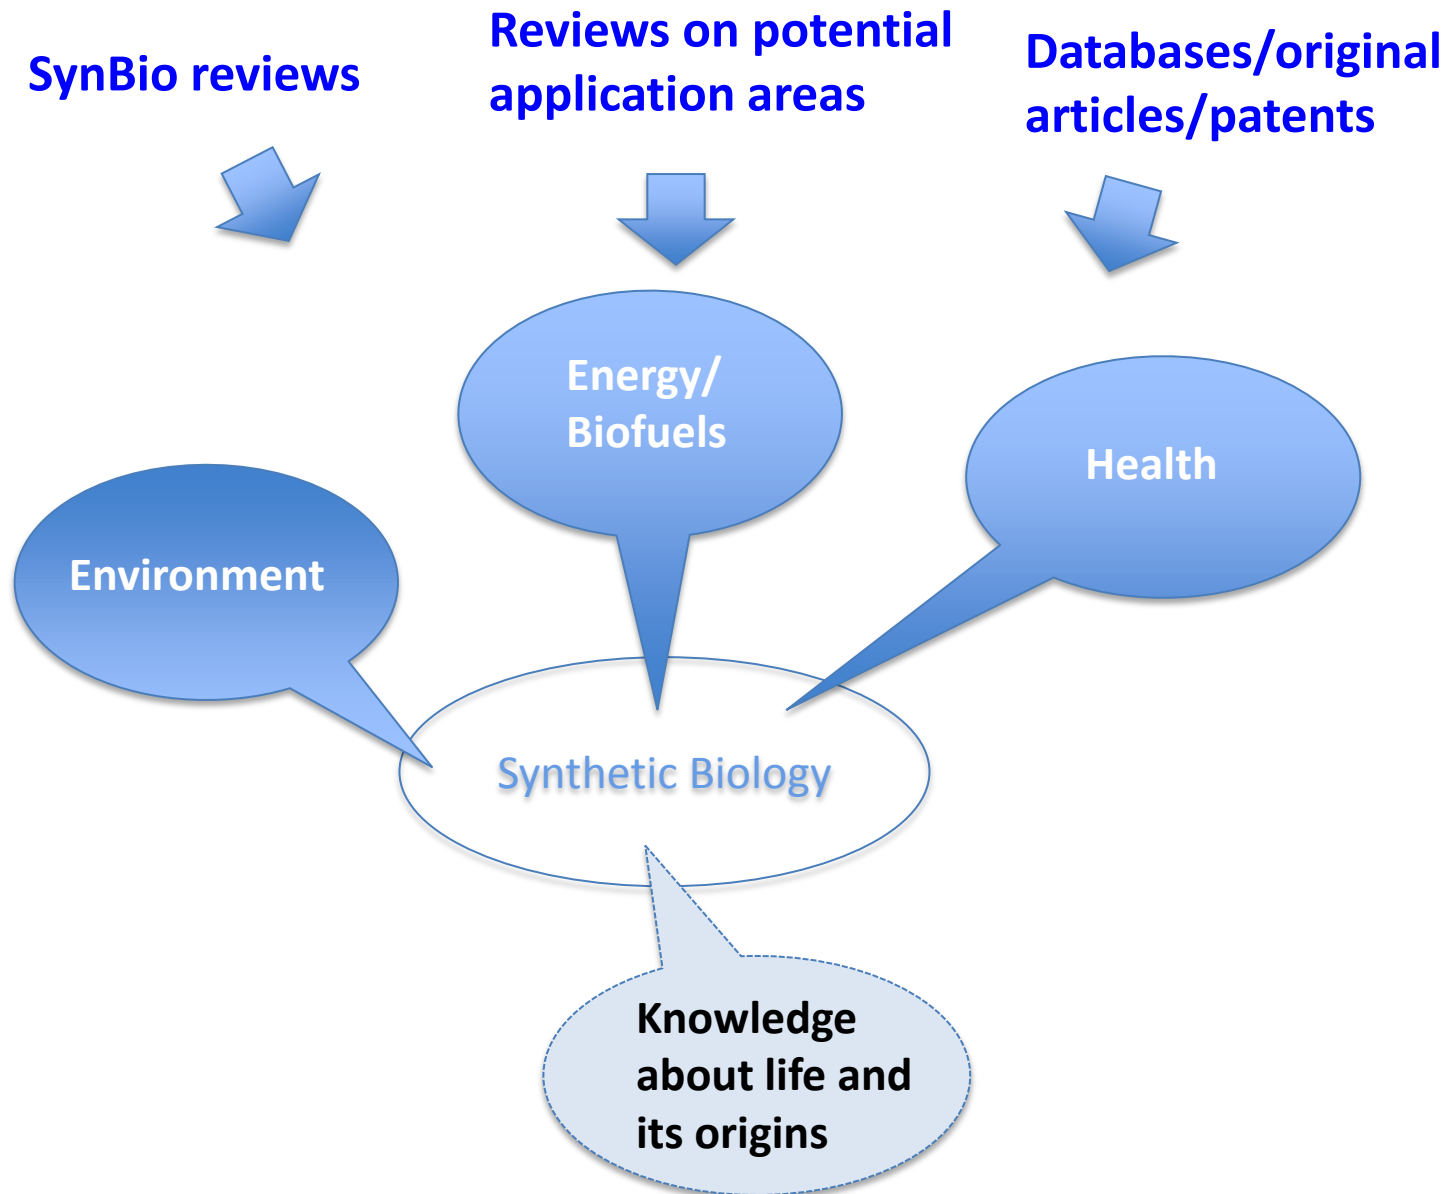 SynBio reviews
Reviews on potential
application areas
Databases/original
articles/patents
Energy/
Biofuels
Health
Environment
Synthetic Biology
Knowledge
about life and
its origins